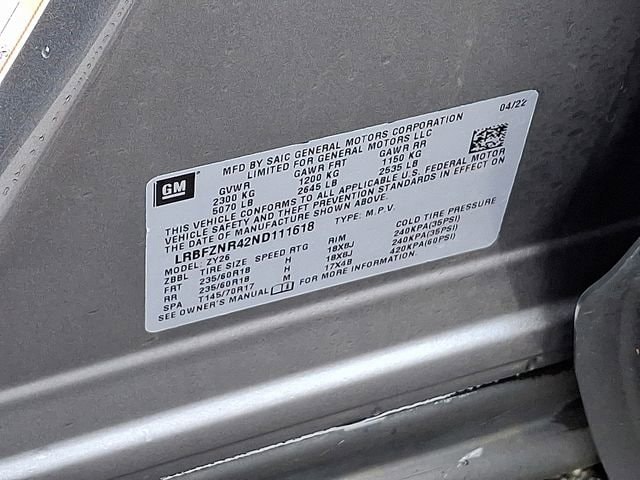 04/22
MFD BY SAIC GENERAL MOTORS CORPORATION
LIMITED FOR GENERAL MOTORS LLC
GM
GVWR GAWR FRT GAWR RR
2300 KG 1200 KG 1150 KG
5070 LB 2645 LB 2535 LB
THIS VEHICLE CONFORMS TO ALL APPLICABLE U.S. FEDERAL MOTOR
VEHICLE SAFETY AND THEFT PREVENTION STANDARDS IN EFFECT ON
THE DATE OF MANUFACTURE SHOWN ABOVE.
LRBFZNR42ND111618 TYPE: M.P.V.
MODEL: ZY26
ZBBL TIRE SIZE SPEED RTG RIM COLD TIRE PRESSURE
FRT 235/60R18 H 18X8J 240KPA(35PSI)
RR 235/60R18 H 18X8J 240KPA(35PSI)
SPA T145/70R17 M 17X4B 420KPA(60PSI)
SEE OWNER'S MANUAL FOR MORE INFORMATION.